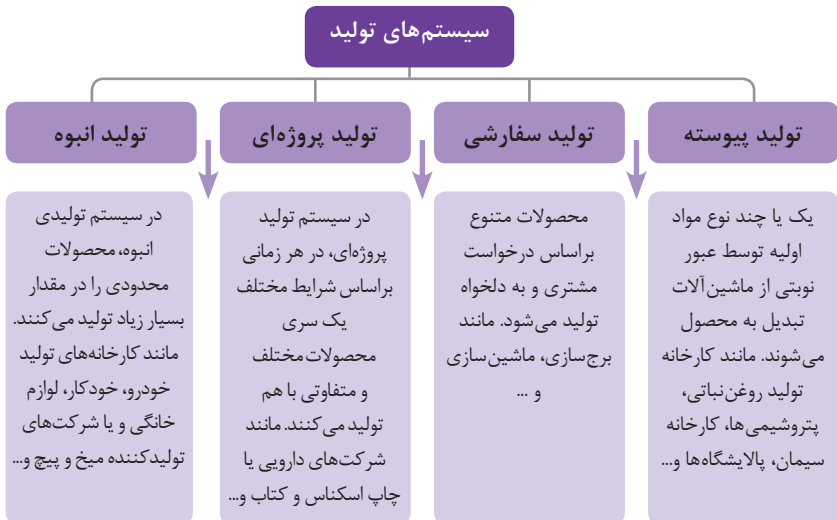 سیستم‌های تولید
تولید پیوسته
یک یا چند نوع مواد
اولیه توسط عبور
نوبتی از ماشین‌آلات
تبدیل به محصول
می‌شوند. مانند کارخانه
تولید روغن‌نباتی،
پتروشیمی‌ها، کارخانه
سیمان، پالایشگاه‌ها و...
تولید سفارشی
محصولات متنوع
براساس درخواست
مشتری و به دلخواه
تولید می‌شود. مانند
برج‌سازی، ماشین‌سازی
و ...
تولید پروژه‌ای
در سیستم تولید
پروژه‌ای، در هر زمانی
براساس شرایط مختلف
یک سری
محصولات مختلف
و متفاوتی با هم
تولید می‌کنند. مانند
شرکت‌های دارویی یا
چاپ اسکناس و کتاب و...
تولید انبوه
در سیستم تولیدی
انبوه، محصولات
محدودی را در مقدار
بسیار زیاد تولید می‌کنند.
مانند کارخانه‌های تولید
خودرو، خودکار، لوازم
خانگی و یا شرکت‌های
تولیدکننده میخ و پیچ و...